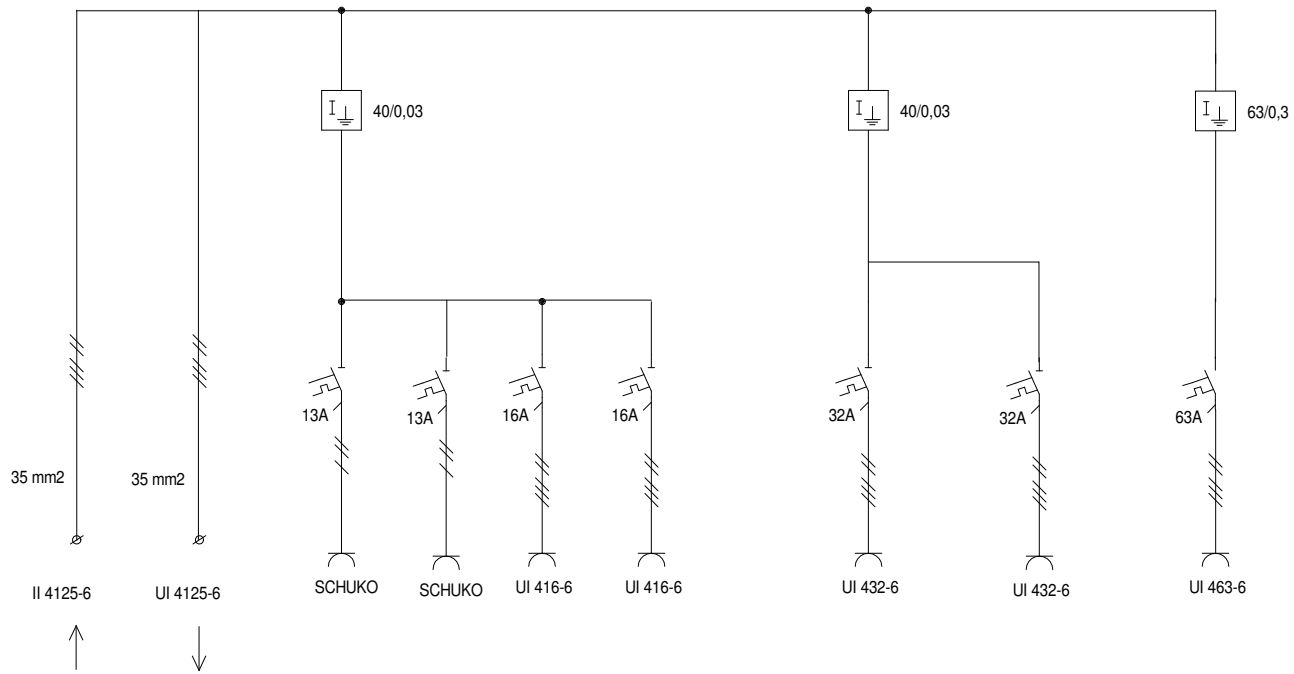 40/0,03
40/0,03
63/0,3
13A
13A
16A
16A
32A
32A
63A
35 mm2
35 mm2
II 4125-6
UI 4125-6
SCHUKO
SCHUKO
UI 416-6
UI 416-6
UI 432-6
UI 432-6
UI 463-6